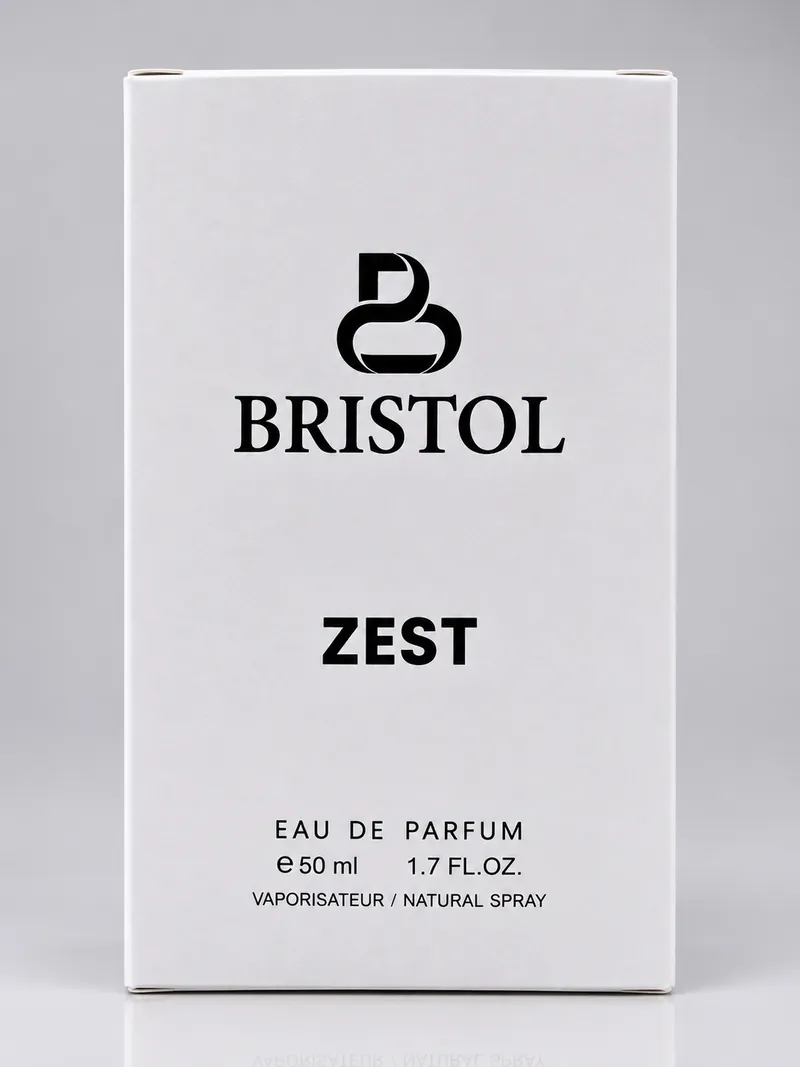 BRISTOL
ZEST
EAU DE PARFUM
℮ 50 ml 1.7 FL.OZ.
VAPORISATEUR / NATURAL SPRAY